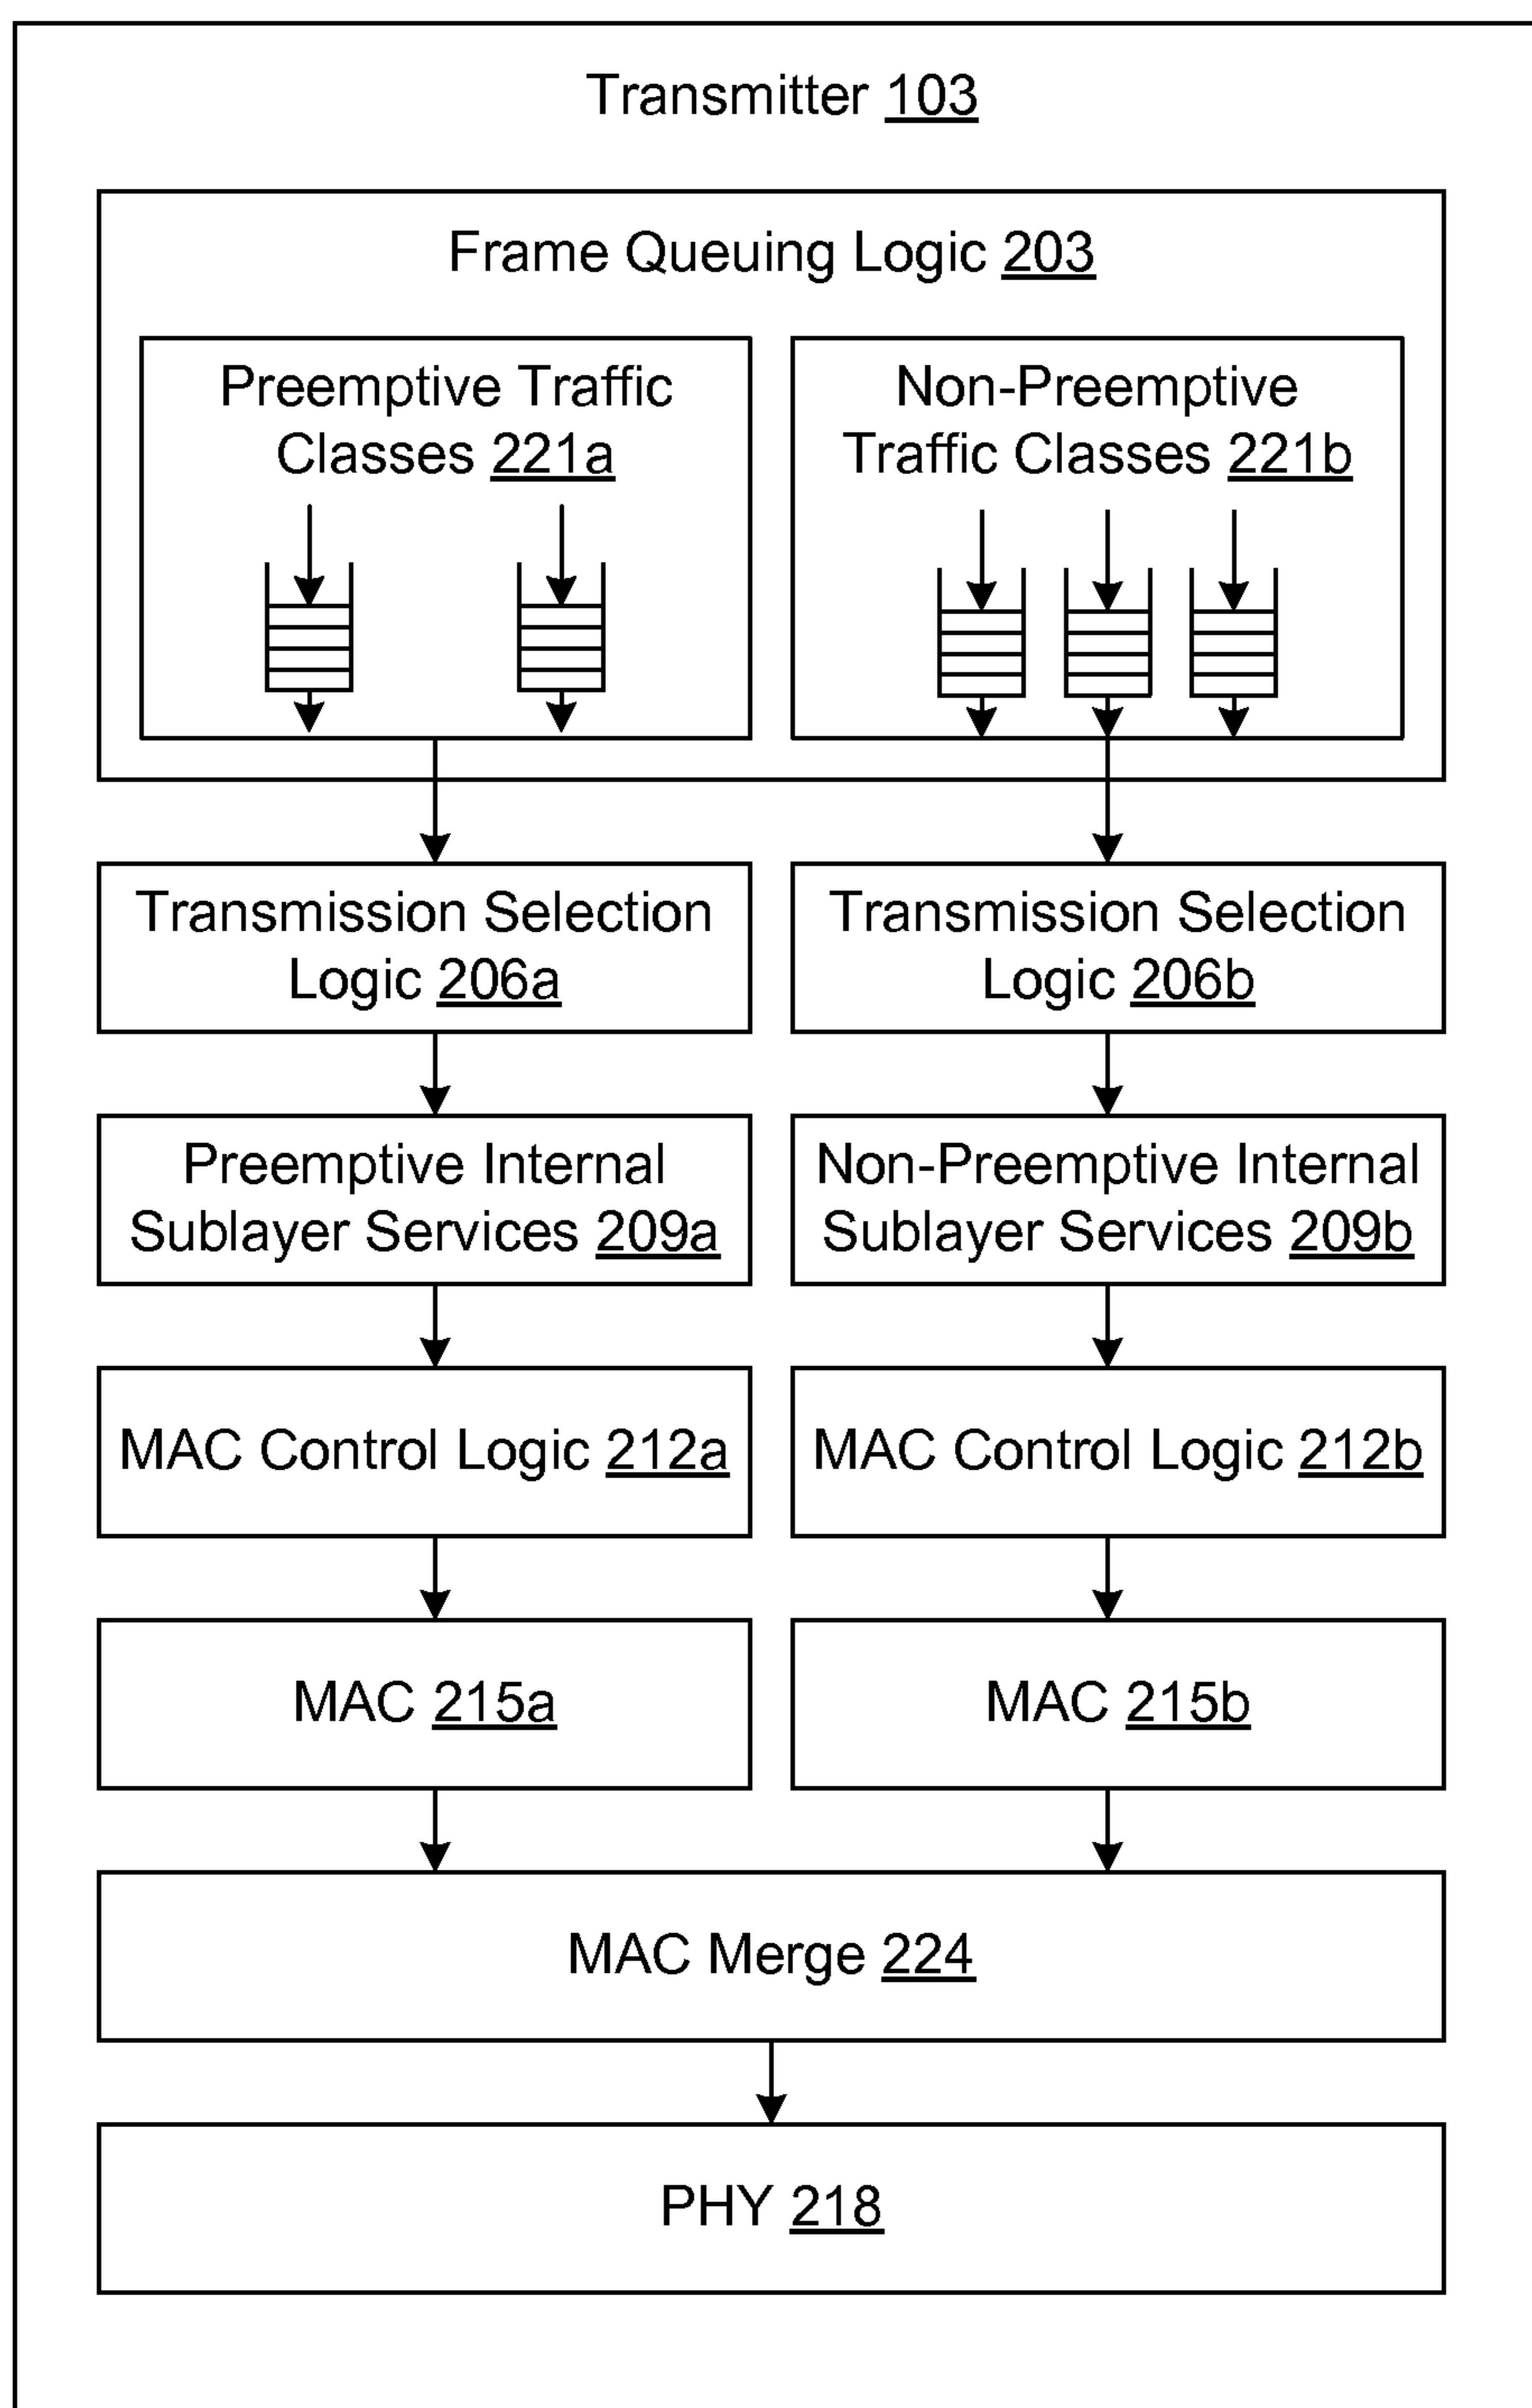 Transmitter 103
Frame Queuing Logic 203
Preemptive Traffic
Classes 221a
Non-Preemptive
Traffic Classes 221b
Transmission Selection
Logic 206a
Transmission Selection
Logic 206b
Preemptive Internal
Sublayer Services 209a
Non-Preemptive Internal
Sublayer Services 209b
MAC Control Logic 212a
MAC Control Logic 212b
MAC 215a
MAC 215b
MAC Merge 224
PHY 218